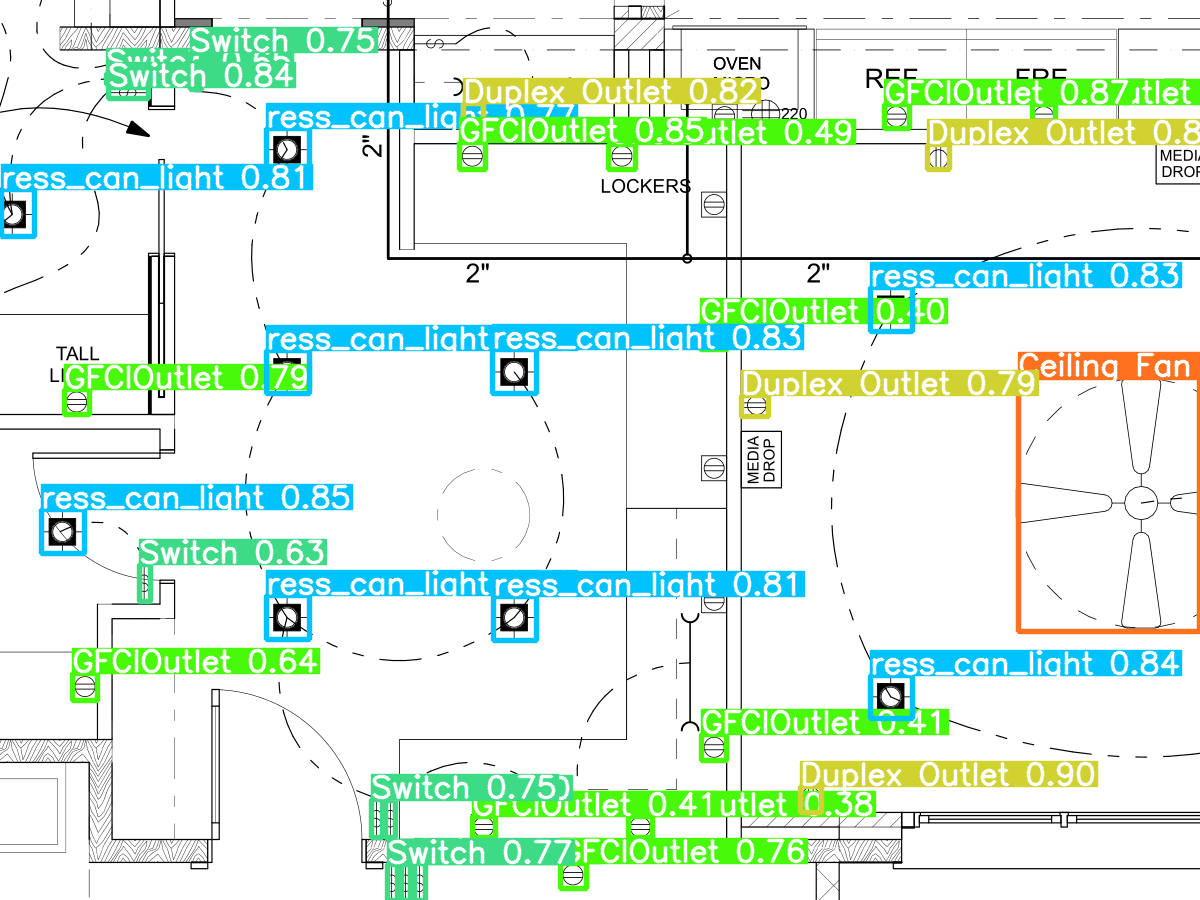 Switch 0.75
Switch 0.84
OVEN
Duplex Outlet 0.82
REF
FRE
GFCIOutlet 0.87
utlet
ress_can_lig
0.77
220
2"
GFCIOutlet 0.85
utlet 0.49
Duplex Outlet 0.8
MEDIA
DROP
ress_can_light 0.81
LOCKERS
2"
2"
ress_can_light 0.83
GFCIOutlet 0.40
ress_can_light
ress_can_light 0.83
TALL
GFCIOutlet 0.79
Ceiling Fan
Duplex Outlet 0.79
MEDIA
DROP
ress_can_light 0.85
Switch 0.63
ress_can_light
ress_can_light 0.81
GFCIOutlet 0.64
ress_can_light 0.84
GFCIOutlet 0.41
Switch 0.75
Duplex Outlet 0.90
GFCIOutlet 0.41
utlet 0.38
Switch 0.77
GFCIOutlet 0.76